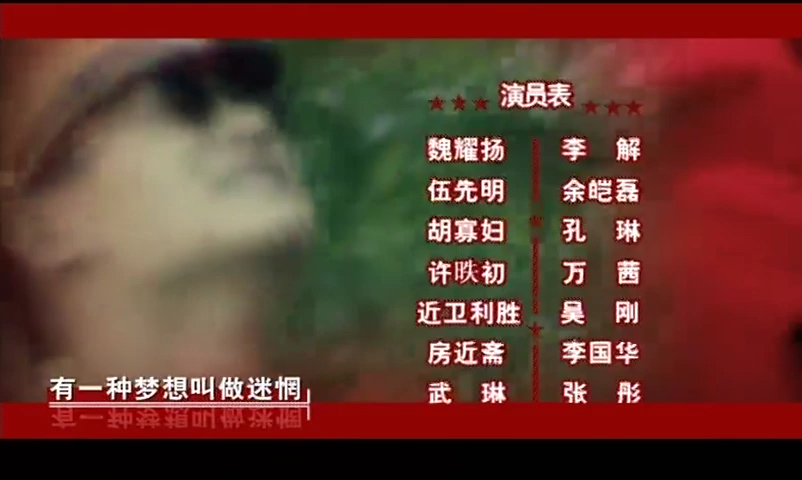 演员表
魏耀扬 李解
伍先明 余皑磊
胡寡妇 孔琳
许昳初 万茜
近卫利胜 吴刚
房近斋 李国华
武琳 张彤
有一种梦想叫做迷惘